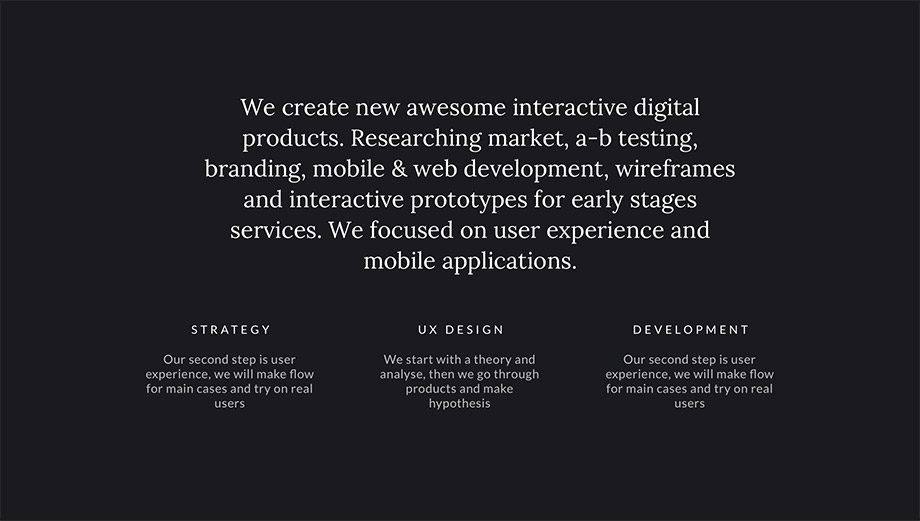 We create new awesome interactive digital
products. Researching market, a-b testing,
branding, mobile & web development, wireframes
and interactive prototypes for early stages
services. We focused on user experience and
mobile applications.
STRATEGY
Our second step is user
experience, we will make flow
for main cases and try on real
users
UX DESIGN
We start with a theory and
analyse, then we go through
products and make
hypothesis
DEVELOPMENT
Our second step is user
experience, we will make flow
for main cases and try on real
users